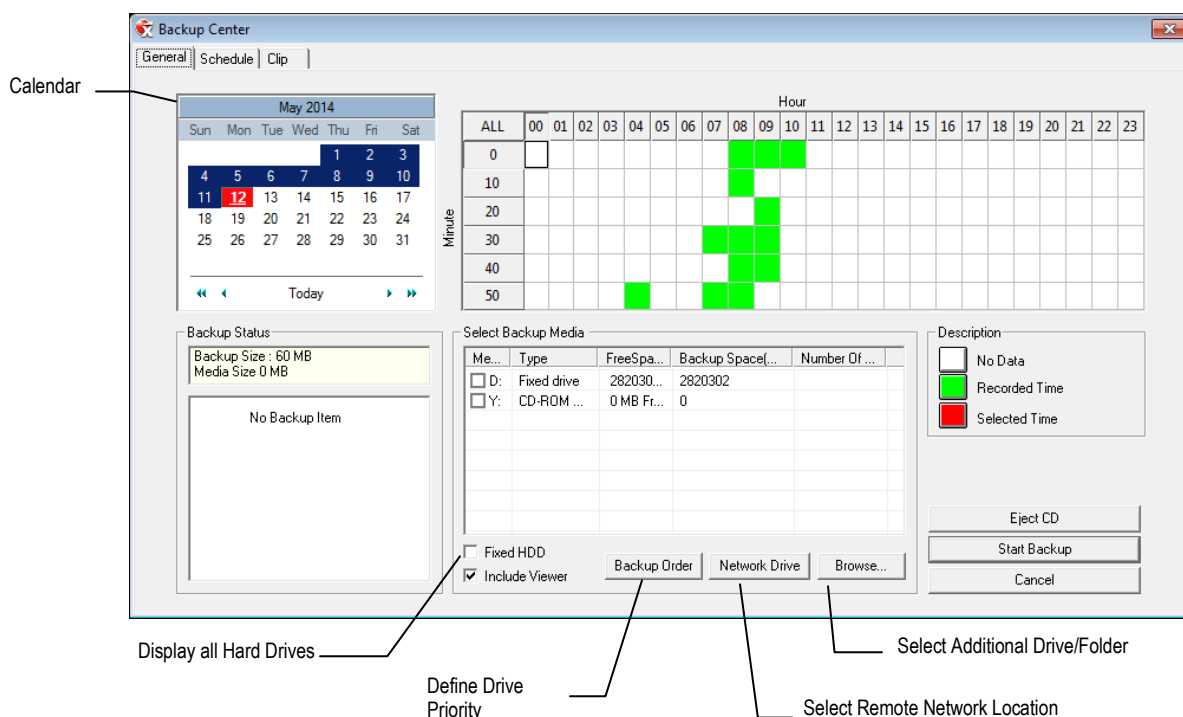 Backup Center
General Schedule Clip
Calendar
May 2014
Sun Mon Tue Wed Thu Fri Sat
1 2 3
4 5 6 7 8 9 10
11 12 13 14 15 16 17
18 19 20 21 22 23 24
25 26 27 28 29 30 31
Today
Hour
ALL 00 01 02 03 04 05 06 07 08 09 10 11 12 13 14 15 16 17 18 19 20 21 22 23
Minute
0
10
20
30
40
50
Backup Status
Backup Size : 60 MB
Media Size 0 MB
No Backup Item
Select Backup Media
Me... Type FreeSpa... Backup Space(... Number Of ...
D: Fixed drive 282030... 2820302
Y: CD-ROM ... 0 MB Fr... 0
Fixed HDD
Include Viewer
Backup Order Network Drive Browse...
Description
No Data
Recorded Time
Selected Time
Eject CD
Start Backup
Cancel
Display all Hard Drives
Define Drive
Priority
Select Additional Drive/Folder
Select Remote Network Location